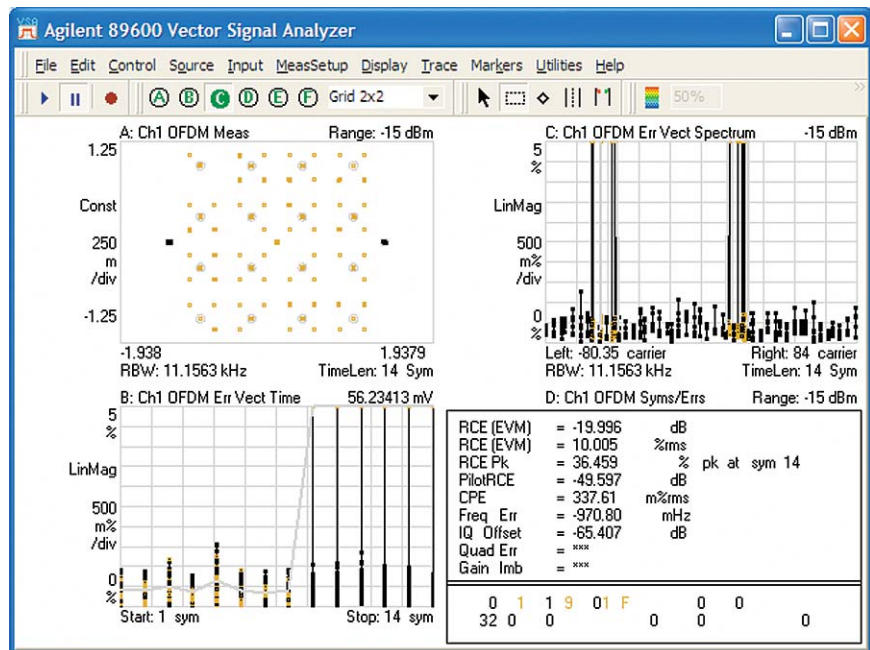 VSA
Agilent 89600 Vector Signal Analyzer
File Edit Control Source Input MeasSetup Display Trace Markers Utilities Help
A B C D E F Grid 2x2 50%
A: Ch1 OFDM Meas Range: -15 dBm
1.25
Const
250
m
/div
-1.25
-1.938 1.9379
RBW: 11.1563 kHz TimeLen: 14 Sym
C: Ch1 OFDM Err Vect Spectrum -15 dBm
5
%
LinMag
500
m%
/div
0
%
Left: -80.35 carrier Right: 84 carrier
RBW: 11.1563 kHz TimeLen: 14 Sym
B: Ch1 OFDM Err Vect Time 56.23413 mV
5
%
LinMag
500
m%
/div
0
%
Start: 1 sym Stop: 14 sym
D: Ch1 OFDM Syms/Errs Range: -15 dBm
RCE (EVM) = -19.996 dB
RCE (EVM) = 10.005 %rms
RCE Pk = 36.459 % pk at sym 14
PilotRCE = -49.597 dB
CPE = 337.61 m%rms
Freq Err = -970.80 mHz
IQ Offset = -65.407 dB
Quad Err = ***
Gain Imb = ***
0 1 1 9 01 F 0 0
32 0 0 0 0 0